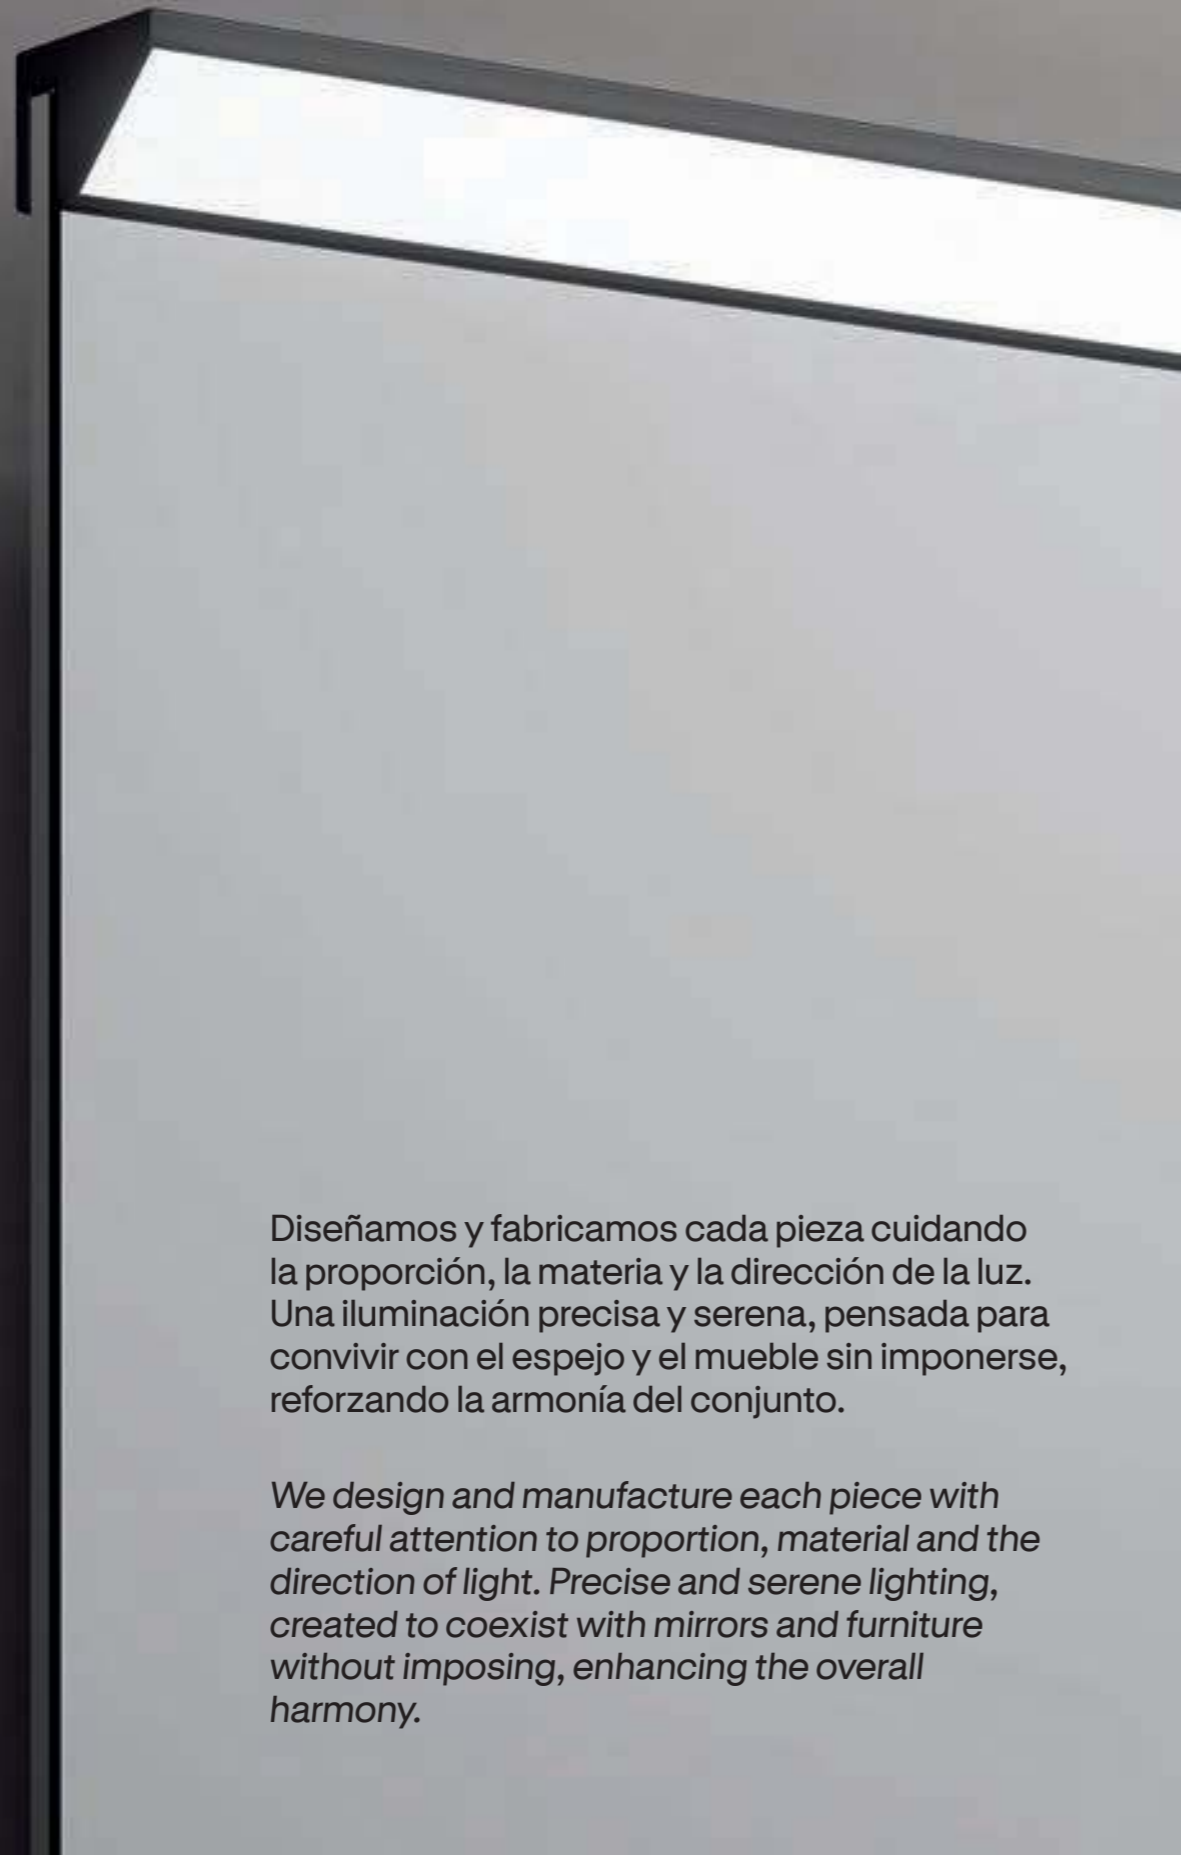 Diseñamos y fabricamos cada pieza cuidando
la proporción, la materia y la dirección de la luz.
Una iluminación precisa y serena, pensada para
convivir con el espejo y el mueble sin imponerse,
reforzando la armonía del conjunto.
We design and manufacture each piece with
careful attention to proportion, material and the
direction of light. Precise and serene lighting,
created to coexist with mirrors and furniture
without imposing, enhancing the overall
harmony.